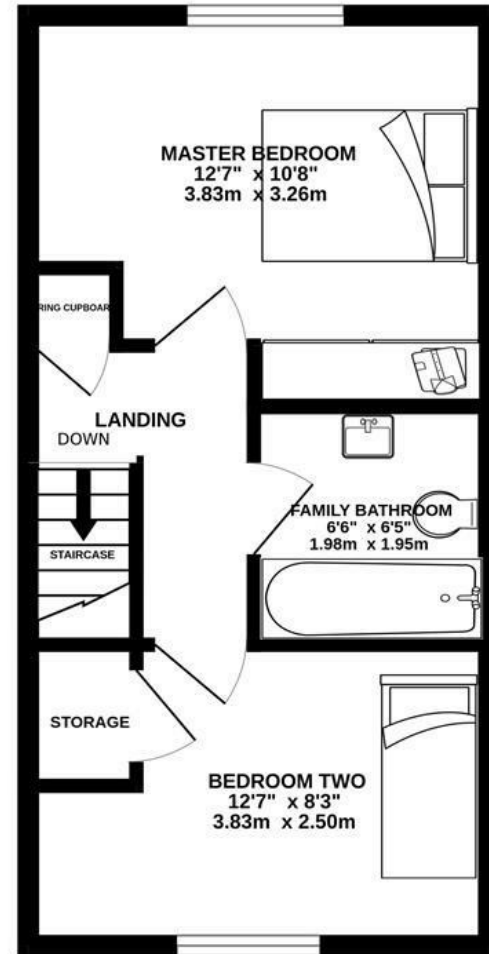 MASTER BEDROOM
12'7" x 10'8"
3.83m x 3.26m
RING CUPBOAR
LANDING
DOWN
STAIRCASE
FAMILY BATHROOM
6'6" x 6'5"
1.98m x 1.95m
STORAGE
BEDROOM TWO
12'7" x 8'3"
3.83m x 2.50m